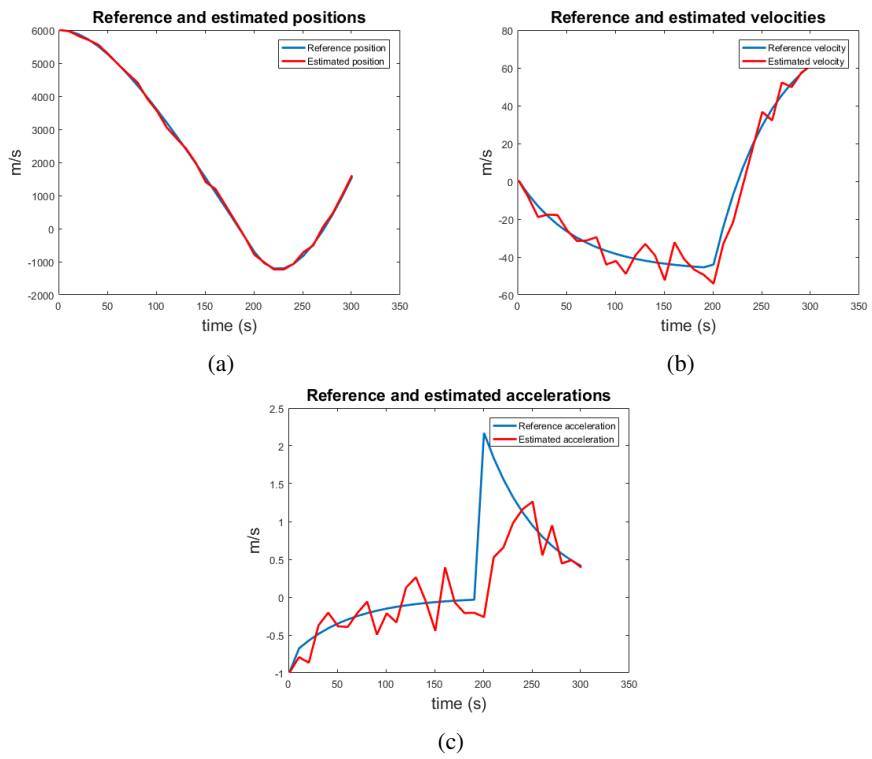 Reference and estimated positions
6000
5000
4000
3000
2000
1000
0
-1000
-2000
m/s
Reference position
Estimated position
0 50 100 150 200 250 300 350
time (s)
(a)
Reference and estimated velocities
80
60
40
20
0
-20
-40
-60
m/s
Reference velocity
Estimated velocity
0 50 100 150 200 250 300 350
time (s)
(b)
Reference and estimated accelerations
2.5
2
1.5
1
0.5
0
-0.5
-1
m/s
Reference acceleration
Estimated acceleration
0 50 100 150 200 250 300 350
time (s)
(c)